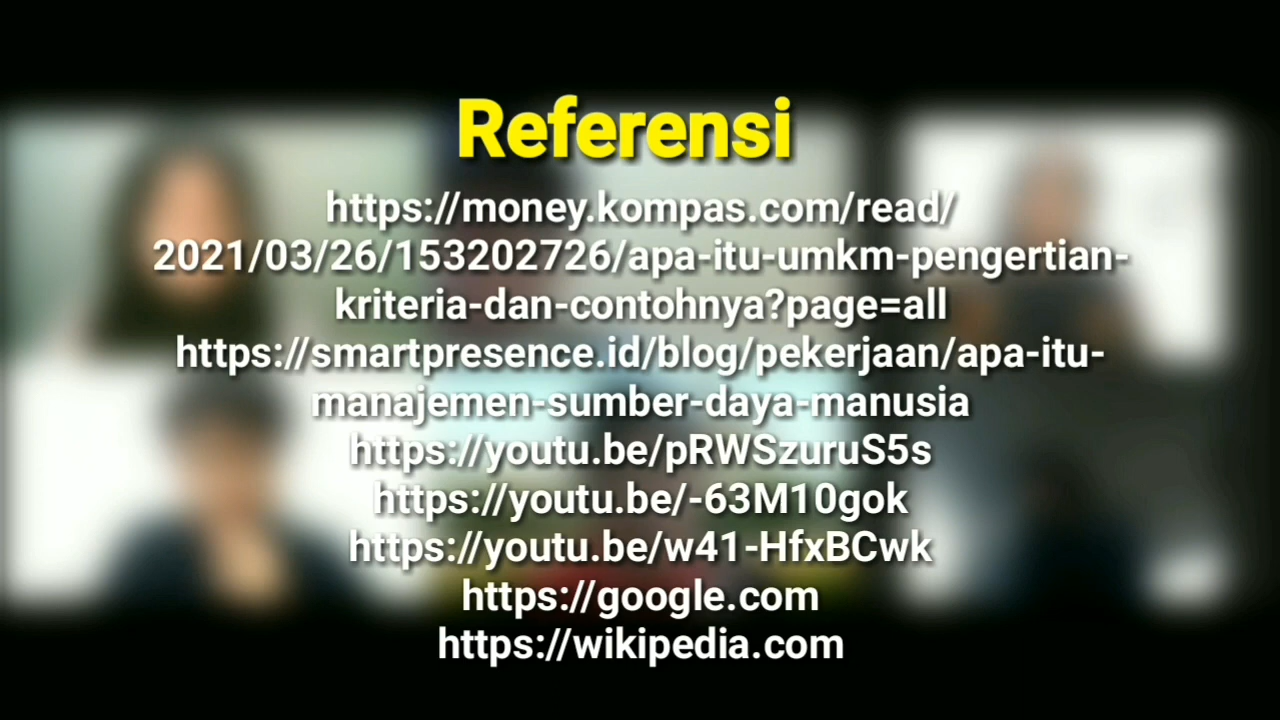 Referensi
https://money.kompas.com/read/
2021/03/26/153202726/apa-itu-umkm-pengertian-
kriteria-dan-contohnya?page=all
https://smartpresence.id/blog/pekerjaan/apa-itu-
manajemen-sumber-daya-manusia
https://youtu.be/pRWSzuruS5s
https://youtu.be/-63M10gok
https://youtu.be/w41-HfxBCwk
https://google.com
https://wikipedia.com